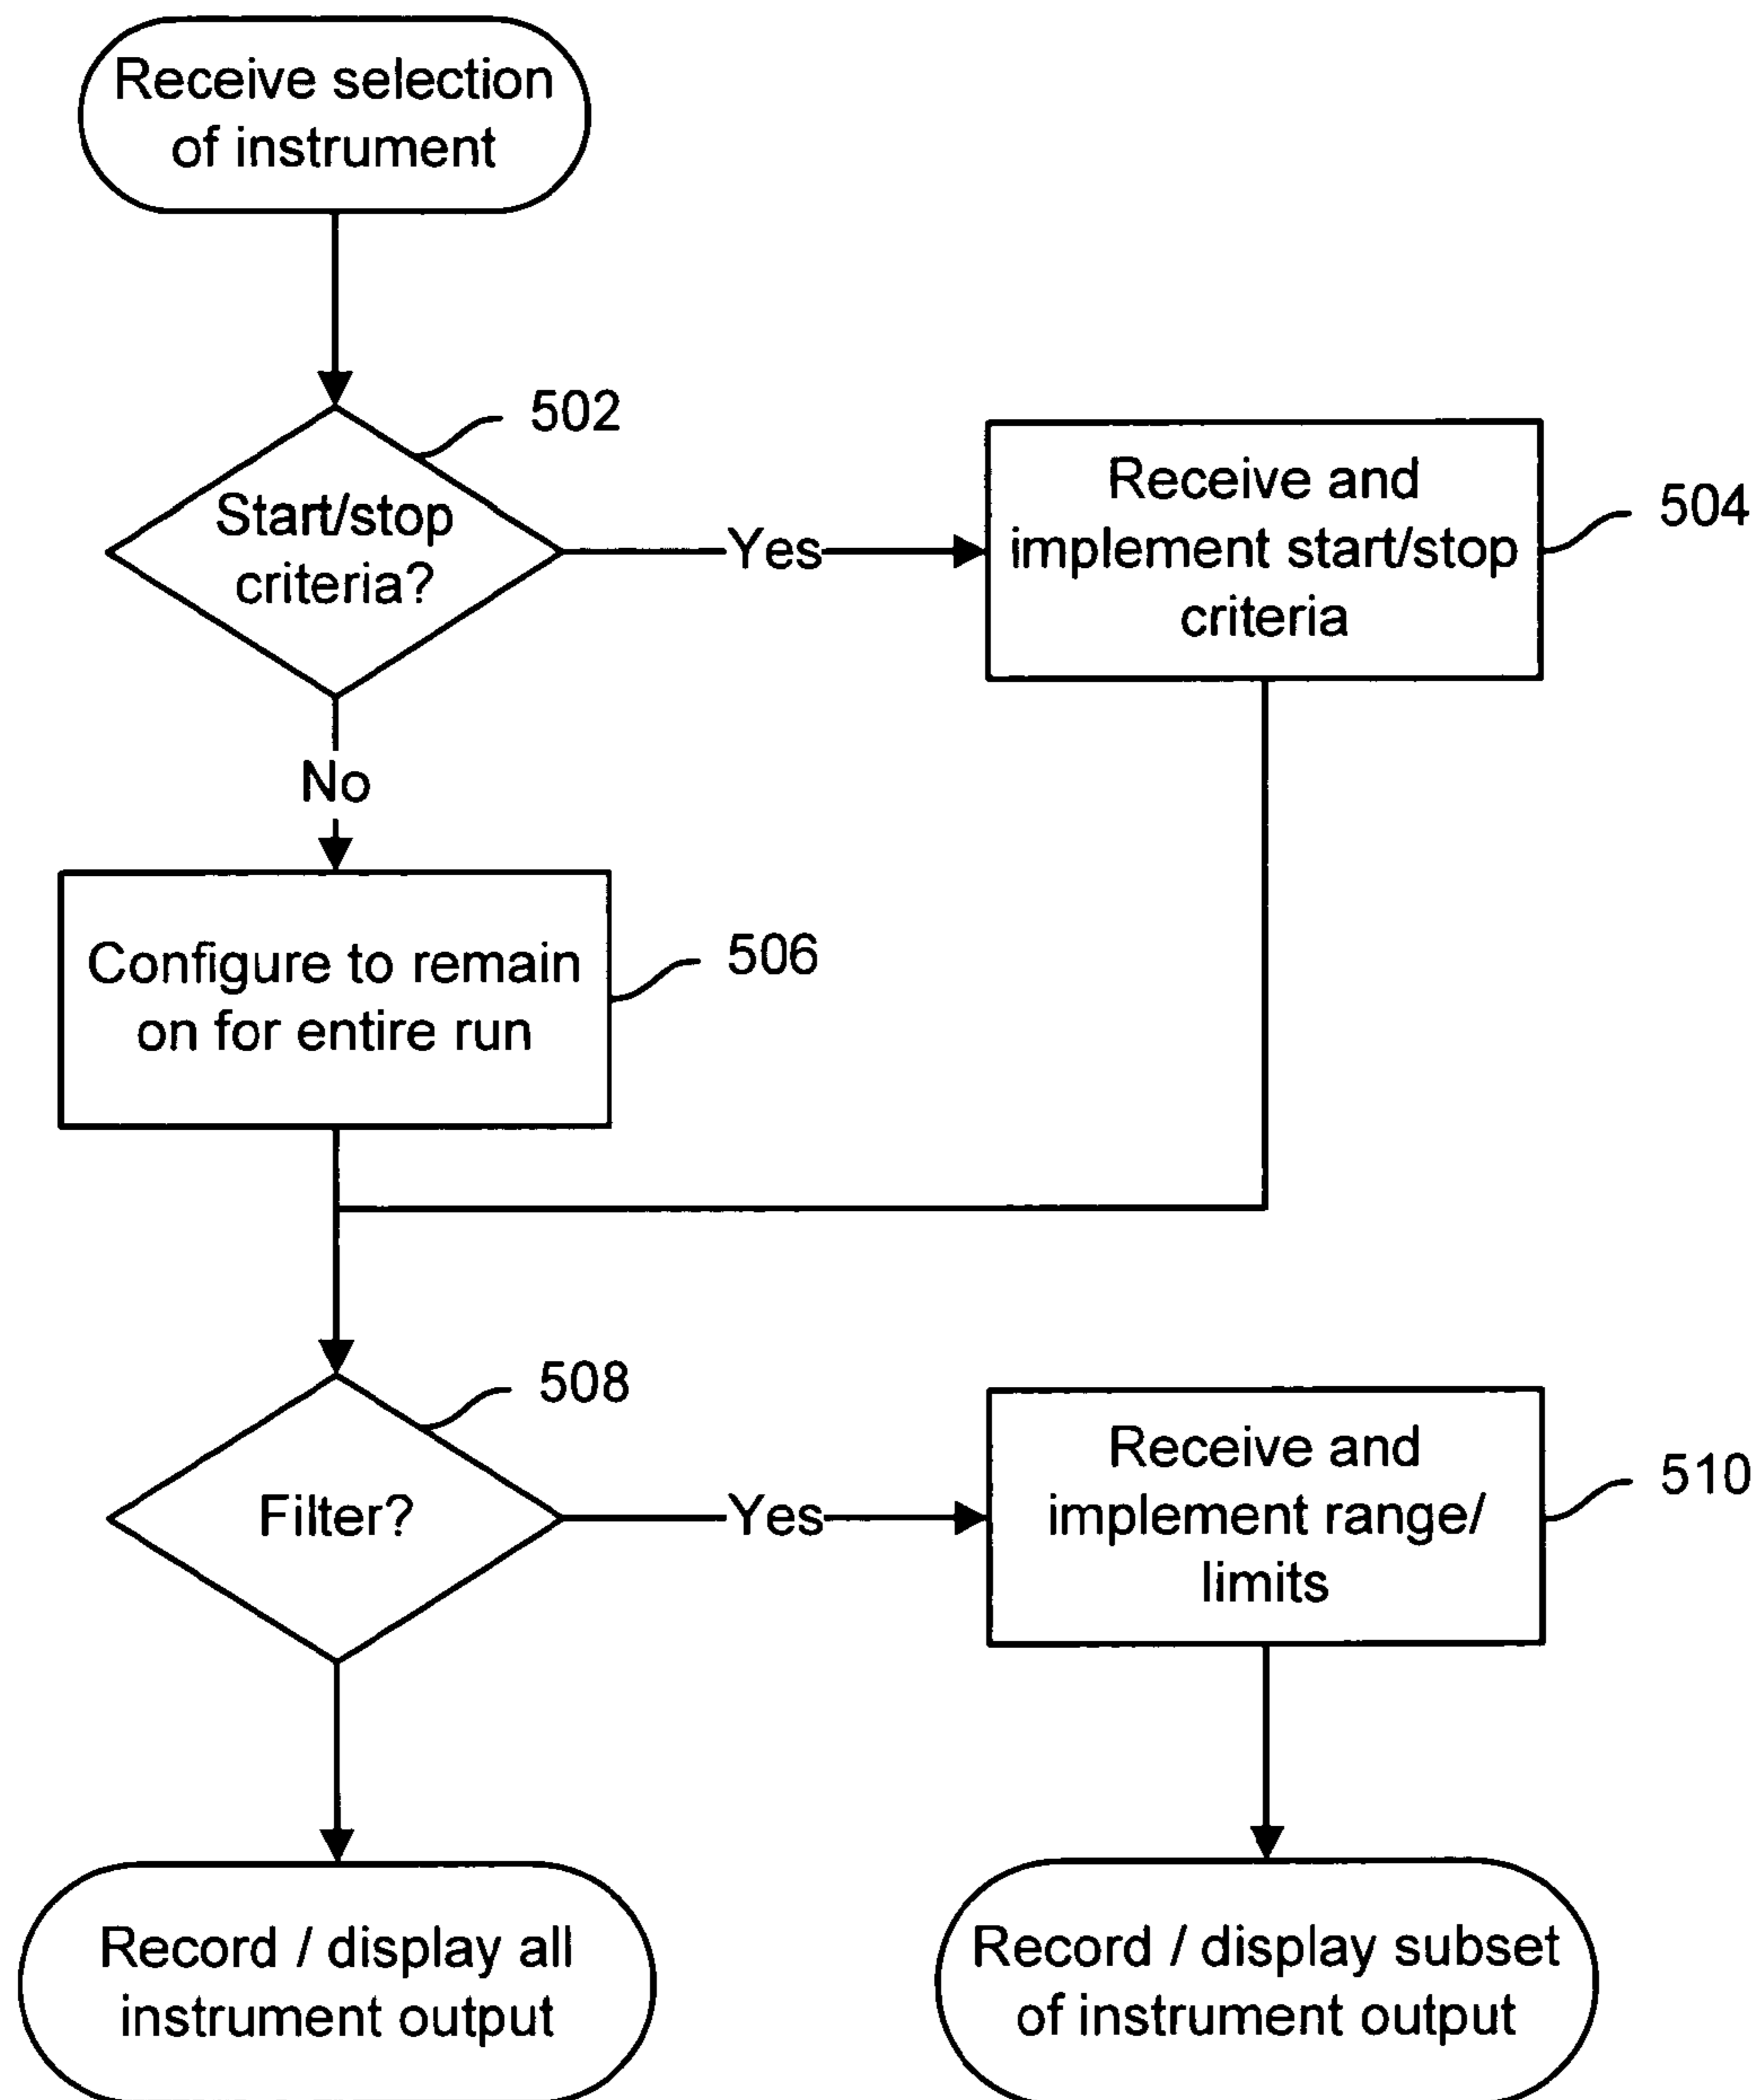 Receive selection
of instrument
502
Start/stop
criteria?
Yes
Receive and
implement start/stop
criteria
504
No
Configure to remain
on for entire run
506
508
Filter?
Yes
Receive and
implement range/
limits
510
Record / display all
instrument output
Record / display subset
of instrument output